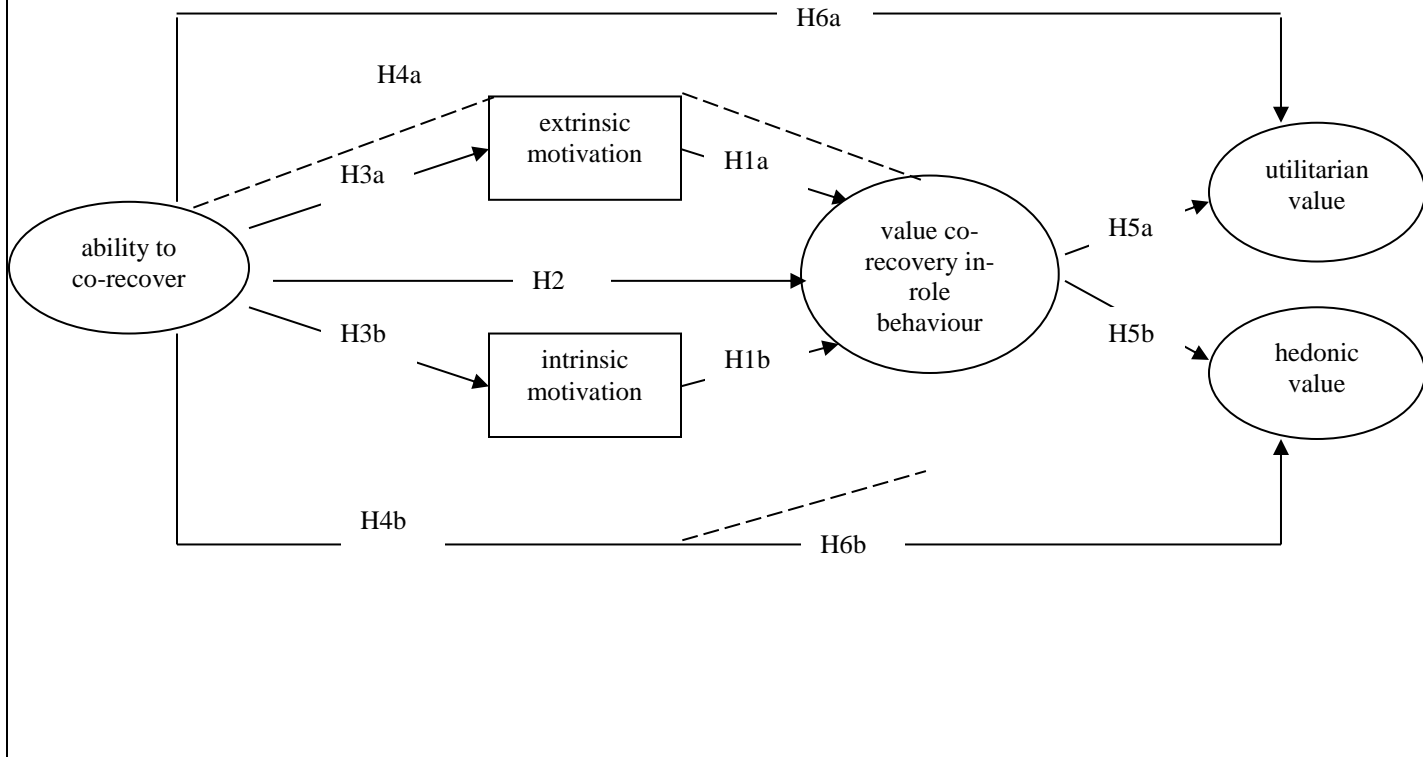 H6a
H4a
extrinsic
motivation
H1a
H3a
utilitarian
value
ability to
co-recover
value co-
recovery in-
role
behaviour
H5a
H2
H3b
intrinsic
motivation
H1b
H5b
hedonic
value
H4b
H6b